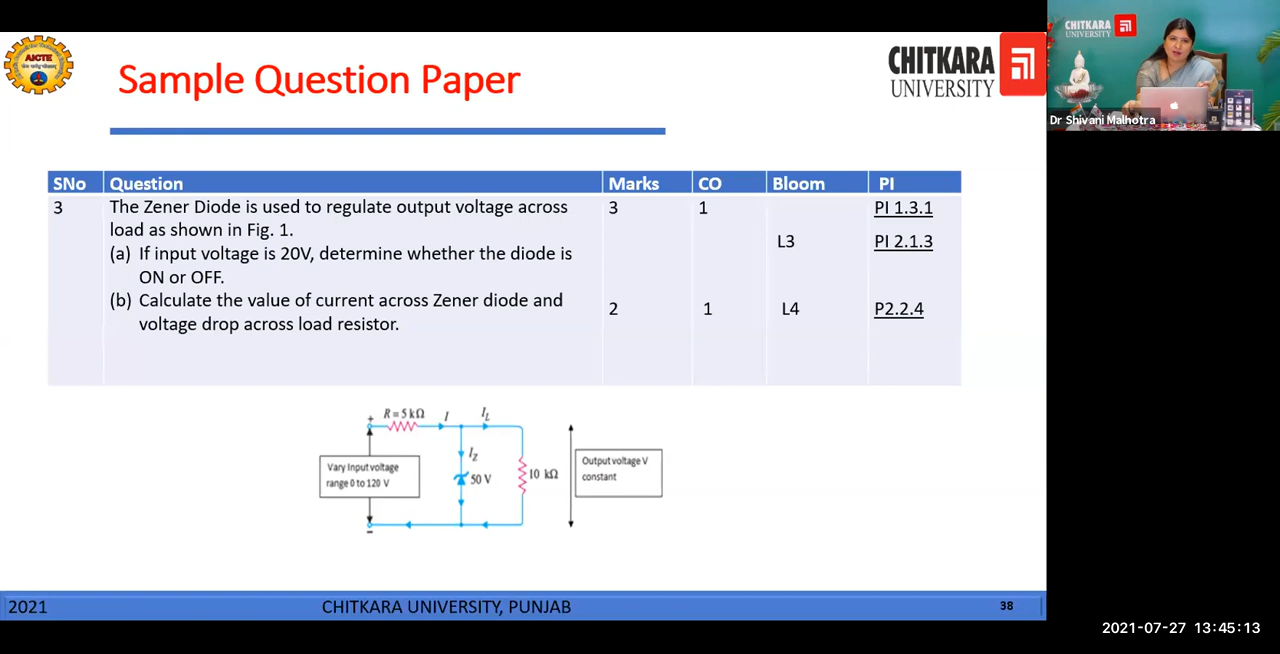 AICTE
Sample Question Paper
CHITKARA
UNIVERSITY
CHITKARA
UNIVERSITY
Dr Shivani Malhotra
SNo Question Marks CO Bloom PI
3 The Zener Diode is used to regulate output voltage across 3 1 PI 1.3.1
load as shown in Fig. 1.
(a) If input voltage is 20V, determine whether the diode is L3 PI 2.1.3
ON or OFF.
(b) Calculate the value of current across Zener diode and 2 1 L4 P2.2.4
voltage drop across load resistor.
+ R = 5 kΩ I I_L
I_Z
Vary Input voltage
range 0 to 120 V
50 V
10 kΩ
Output voltage V
constant
–
2021 CHITKARA UNIVERSITY, PUNJAB 38
2021-07-27 13:45:13